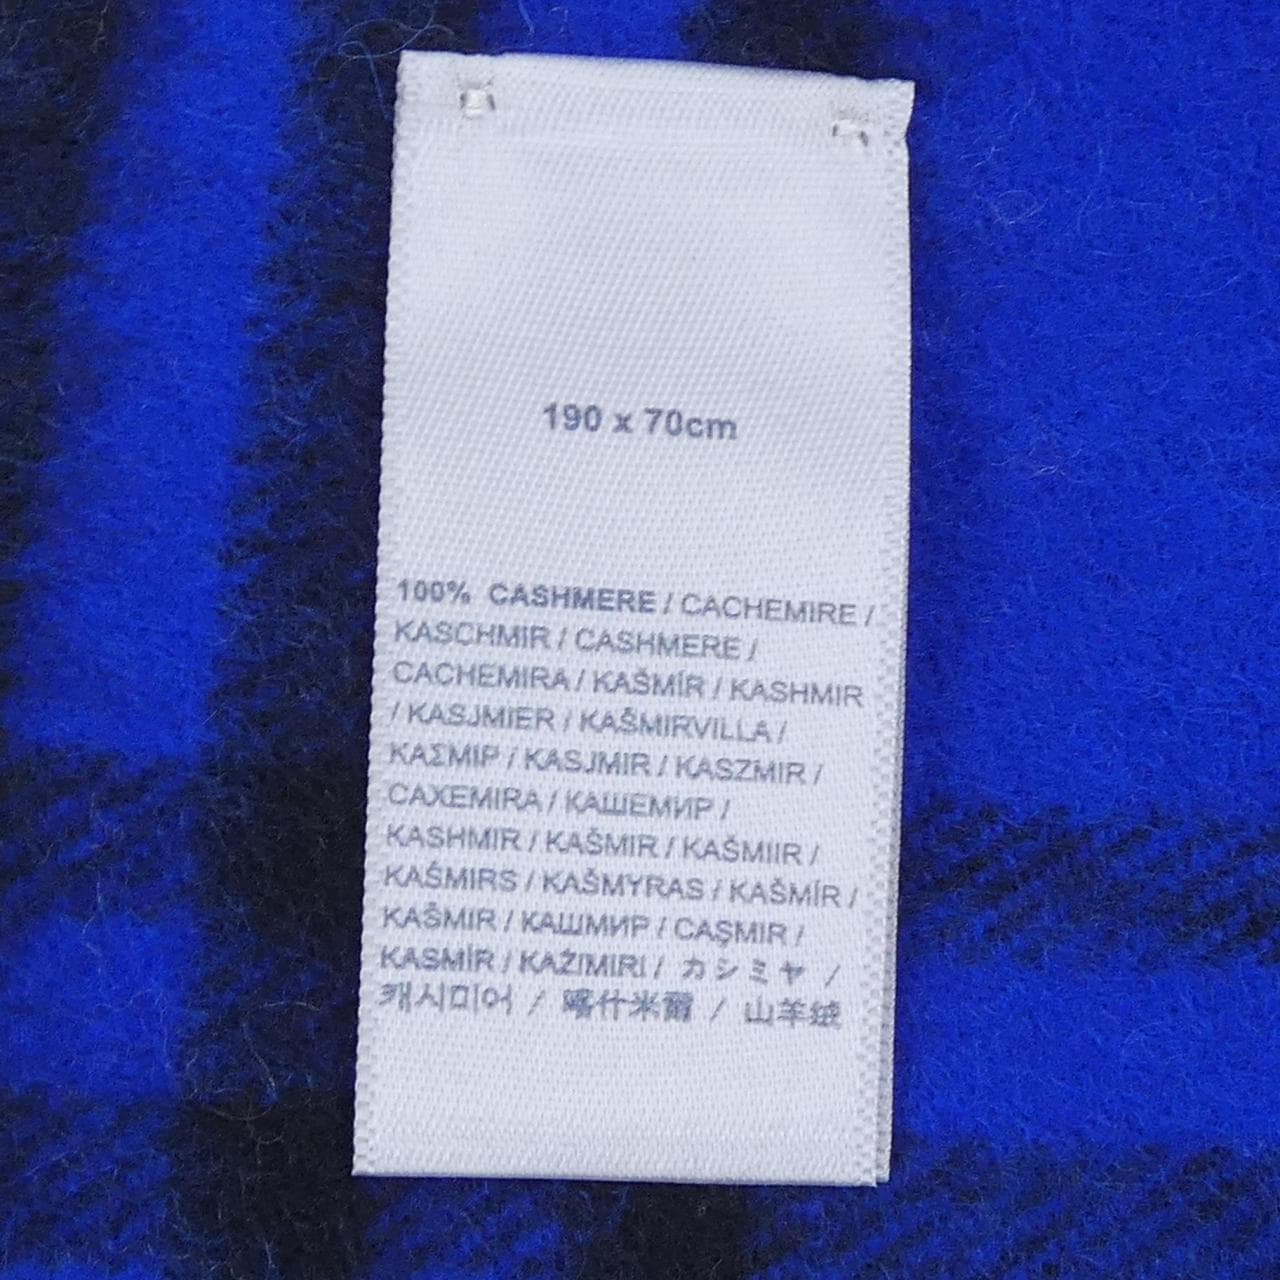 190 x 70cm
100% CASHMERE / CACHEMIRE /
KASCHMIR / CASHMERE /
CACHEMIRA / KAŠMÍR / KASHMIR
/ KASJMIER / KAŠMIRVILLA /
ΚΑΣΜΙΡ / KASJMIR / KASZMIR /
CAXEMIRA / КАШЕМИР /
KASHMIR / KAŠMIR / KAŠMIIR /
KAŠMIRS / KAŠMYRAS / KAŠMÍR /
KAŠMIR / КАШМИР / CAŞMIR /
KASMİR / KAŻIMIRI / カシミヤ /
캐시미어 / 喀什米爾 / 山羊绒